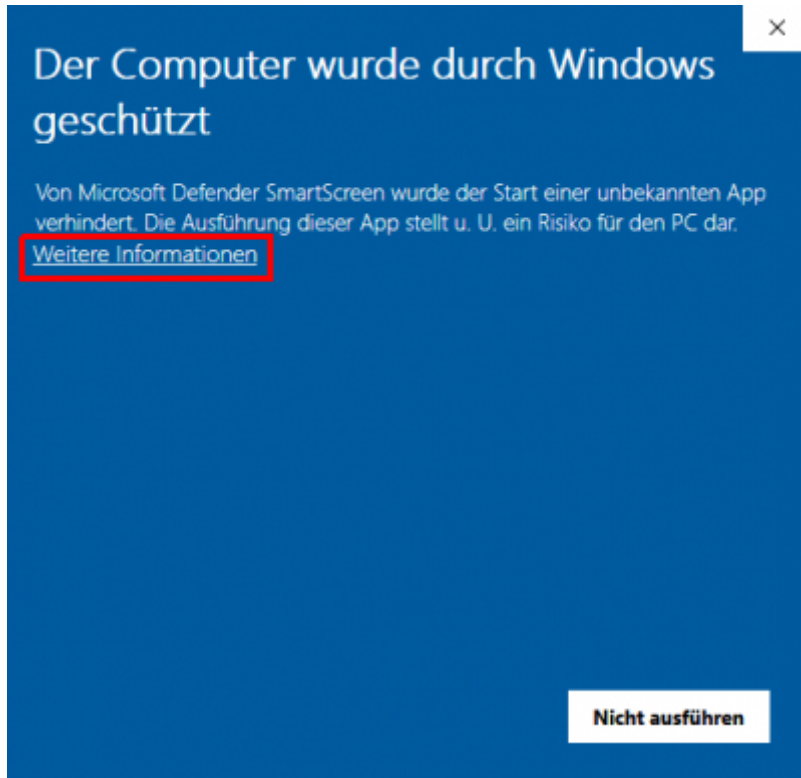 Der Computer wurde durch Windows
geschützt
Von Microsoft Defender SmartScreen wurde der Start einer unbekannten App
verhindert. Die Ausführung dieser App stellt u. U. ein Risiko für den PC dar.
Weitere Informationen
Nicht ausführen